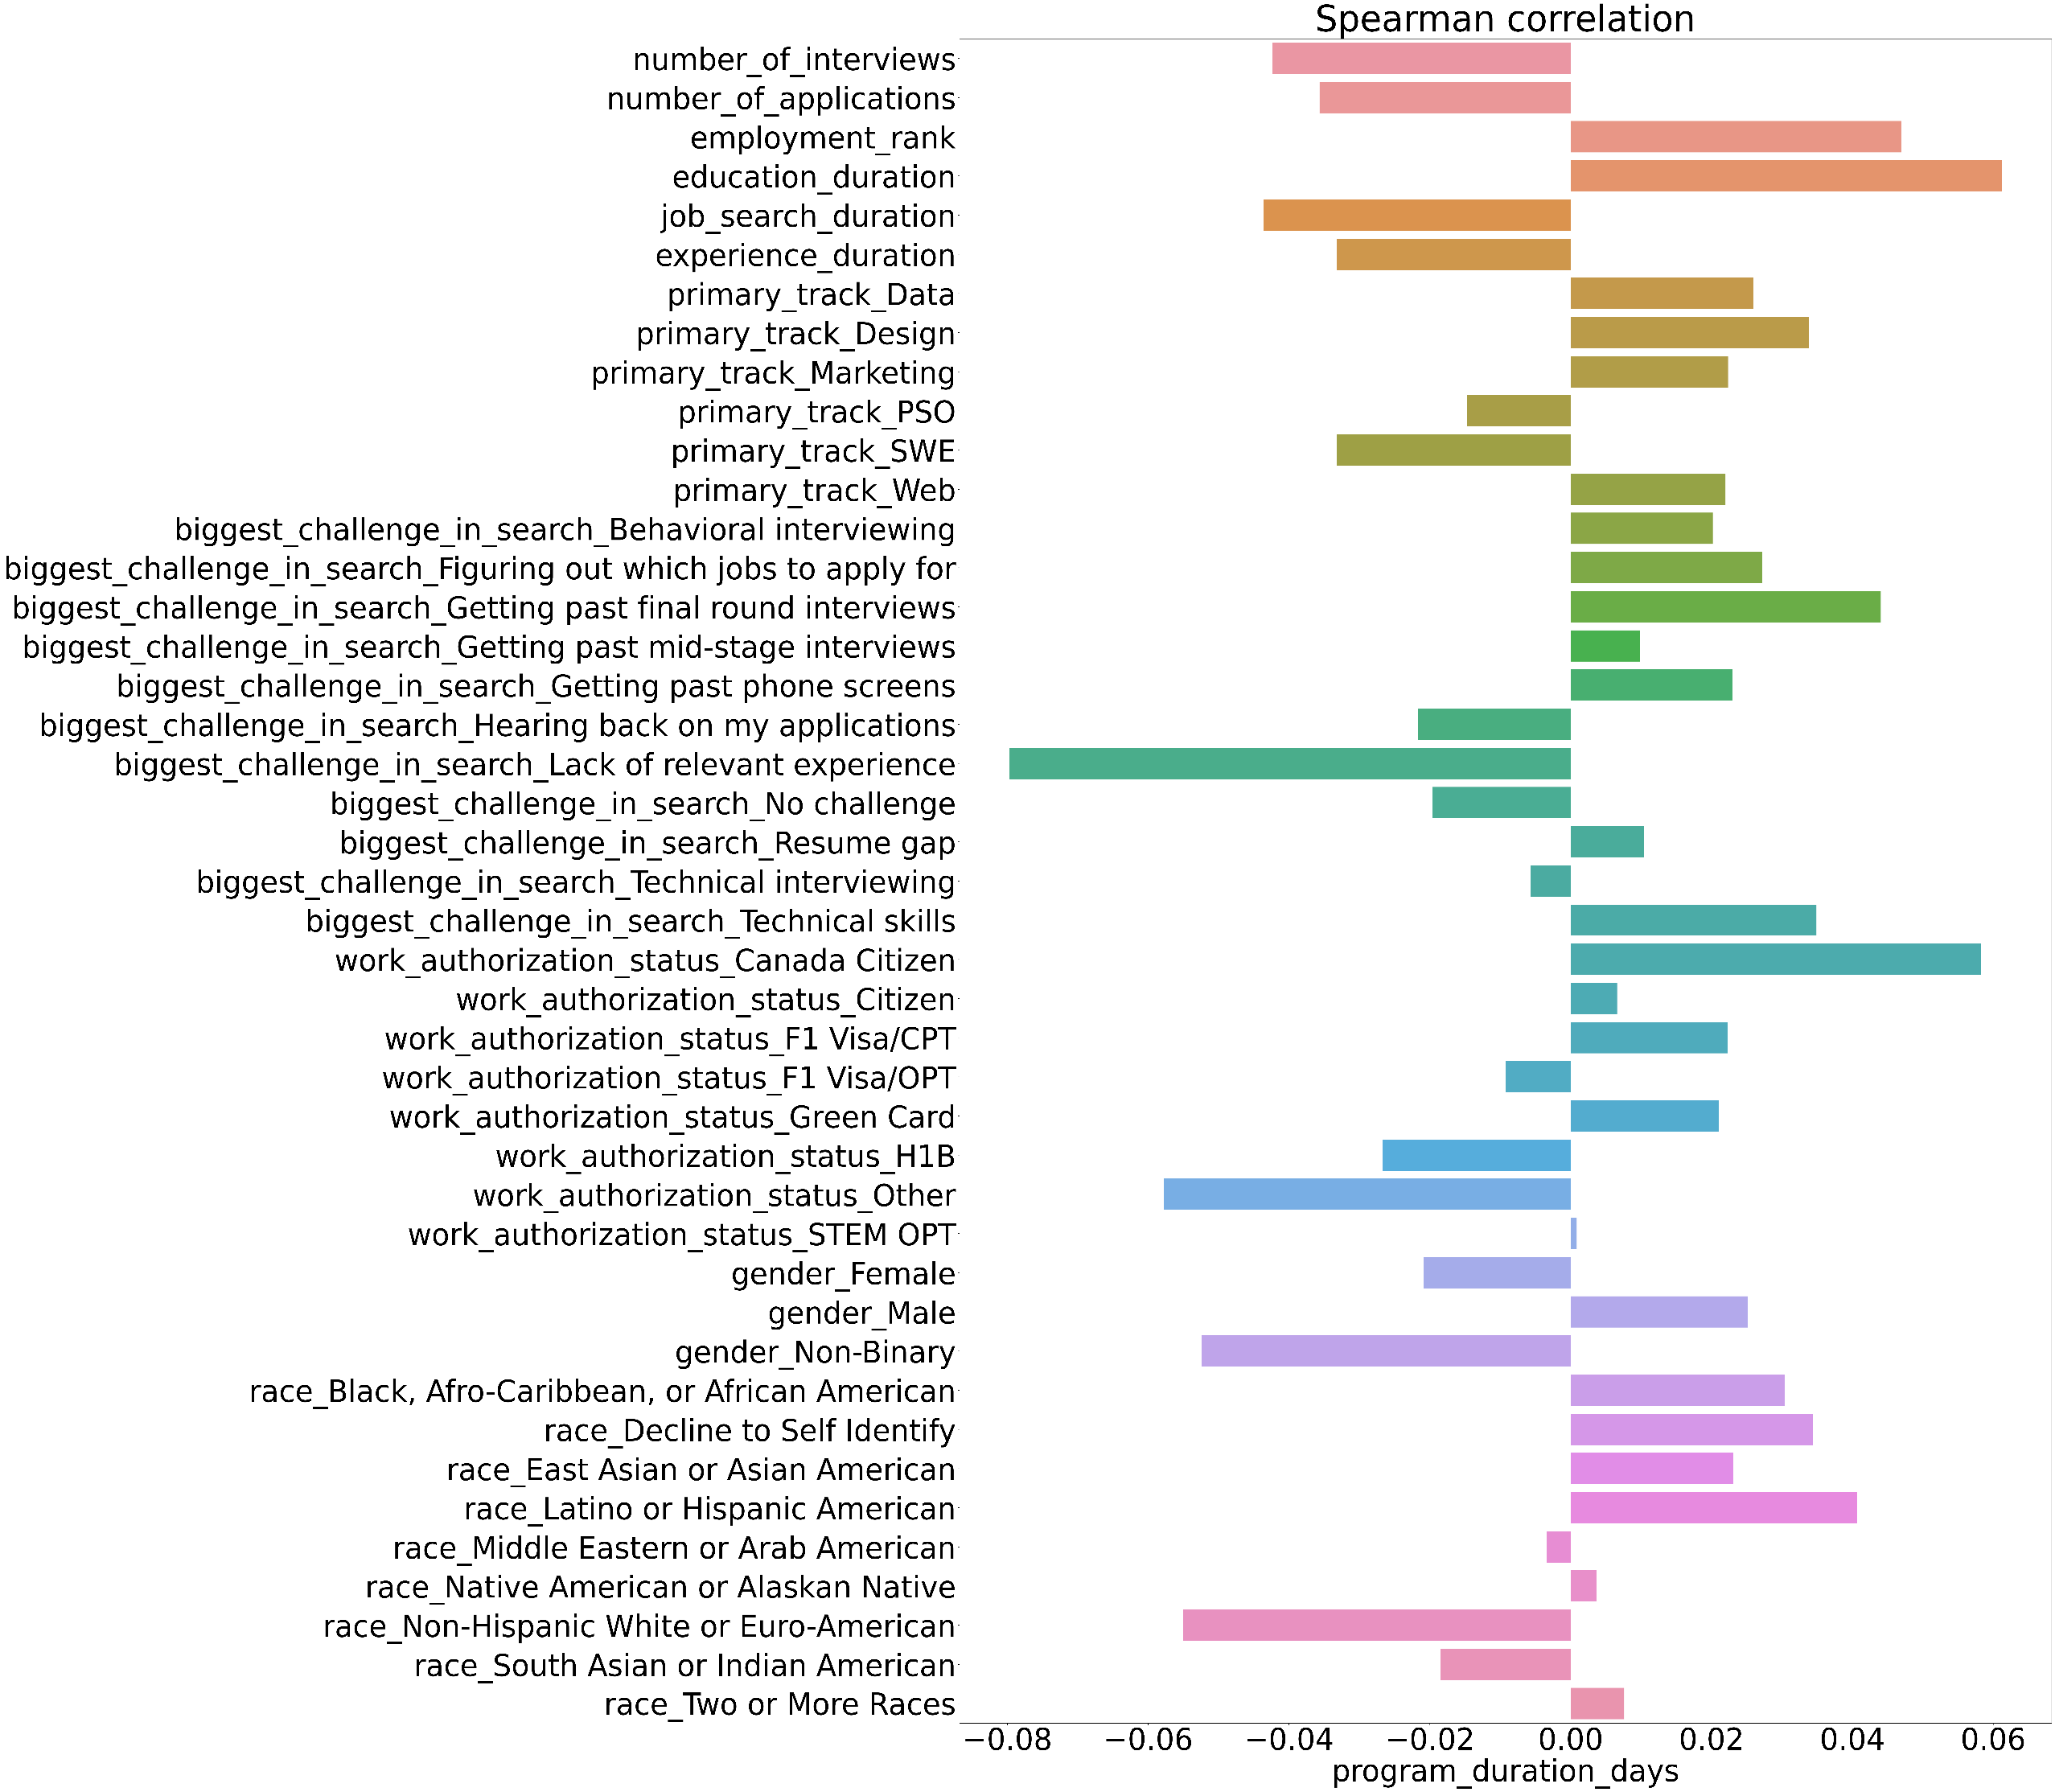 Spearman correlation
number_of_interviews
number_of_applications
employment_rank
education_duration
job_search_duration
experience_duration
primary_track_Data
primary_track_Design
primary_track_Marketing
primary_track_PSO
primary_track_SWE
primary_track_Web
biggest_challenge_in_search_Behavioral interviewing
biggest_challenge_in_search_Figuring out which jobs to apply for
biggest_challenge_in_search_Getting past final round interviews
biggest_challenge_in_search_Getting past mid-stage interviews
biggest_challenge_in_search_Getting past phone screens
biggest_challenge_in_search_Hearing back on my applications
biggest_challenge_in_search_Lack of relevant experience
biggest_challenge_in_search_No challenge
biggest_challenge_in_search_Resume gap
biggest_challenge_in_search_Technical interviewing
biggest_challenge_in_search_Technical skills
work_authorization_status_Canada Citizen
work_authorization_status_Citizen
work_authorization_status_F1 Visa/CPT
work_authorization_status_F1 Visa/OPT
work_authorization_status_Green Card
work_authorization_status_H1B
work_authorization_status_Other
work_authorization_status_STEM OPT
gender_Female
gender_Male
gender_Non-Binary
race_Black, Afro-Caribbean, or African American
race_Decline to Self Identify
race_East Asian or Asian American
race_Latino or Hispanic American
race_Middle Eastern or Arab American
race_Native American or Alaskan Native
race_Non-Hispanic White or Euro-American
race_South Asian or Indian American
race_Two or More Races
−0.08 −0.06 −0.04 −0.02 0.00 0.02 0.04 0.06
program_duration_days